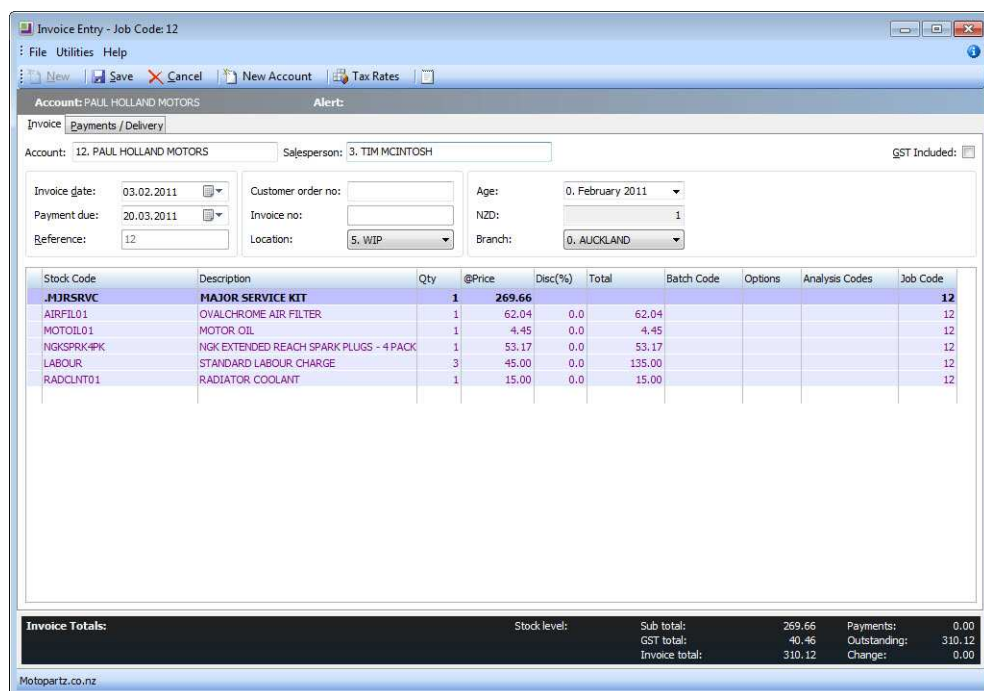 Invoice Entry - Job Code: 12
File Utilities Help
New Save Cancel New Account Tax Rates
Account: PAUL HOLLAND MOTORS Alert:
Invoice Payments / Delivery
Account: 12. PAUL HOLLAND MOTORS Salesperson: 3. TIM MCINTOSH GST Included:
Invoice date: 03.02.2011 Customer order no: Age: 0. February 2011
Payment due: 20.03.2011 Invoice no: NZD: 1
Reference: 12 Location: 5. WIP Branch: 0. AUCKLAND
Stock Code Description Qty @Price Disc(%) Total Batch Code Options Analysis Codes Job Code
.MJRSRVC MAJOR SERVICE KIT 1 269.66 12
AIRFIL01 OVALCHROME AIR FILTER 1 62.04 0.0 62.04 12
MOTOIL01 MOTOR OIL 1 4.45 0.0 4.45 12
NGKSPRK4PK NGK EXTENDED REACH SPARK PLUGS - 4 PACK 1 53.17 0.0 53.17 12
LABOUR STANDARD LABOUR CHARGE 3 45.00 0.0 135.00 12
RADCLNT01 RADIATOR COOLANT 1 15.00 0.0 15.00 12
Invoice Totals: Stock level: Sub total: 269.66 Payments: 0.00
GST total: 40.46 Outstanding: 310.12
Invoice total: 310.12 Change: 0.00
Motopartz.co.nz